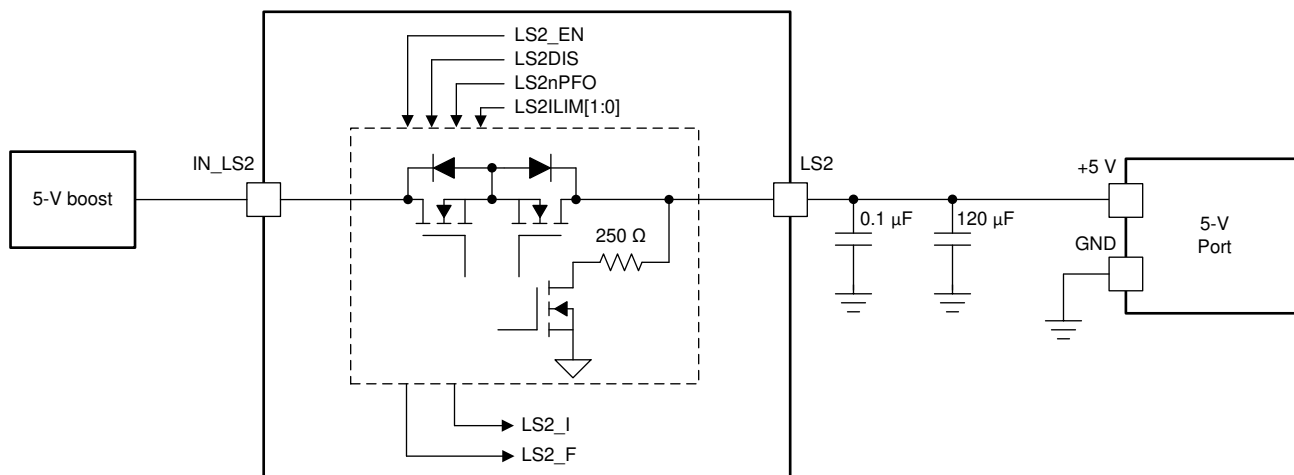 LS2_EN
LS2DIS
LS2nPFO
LS2ILIM[1:0]
5-V boost
IN_LS2
LS2
+5 V
0.1 µF
120 µF
250 Ω
GND
5-V
Port
LS2_I
LS2_F